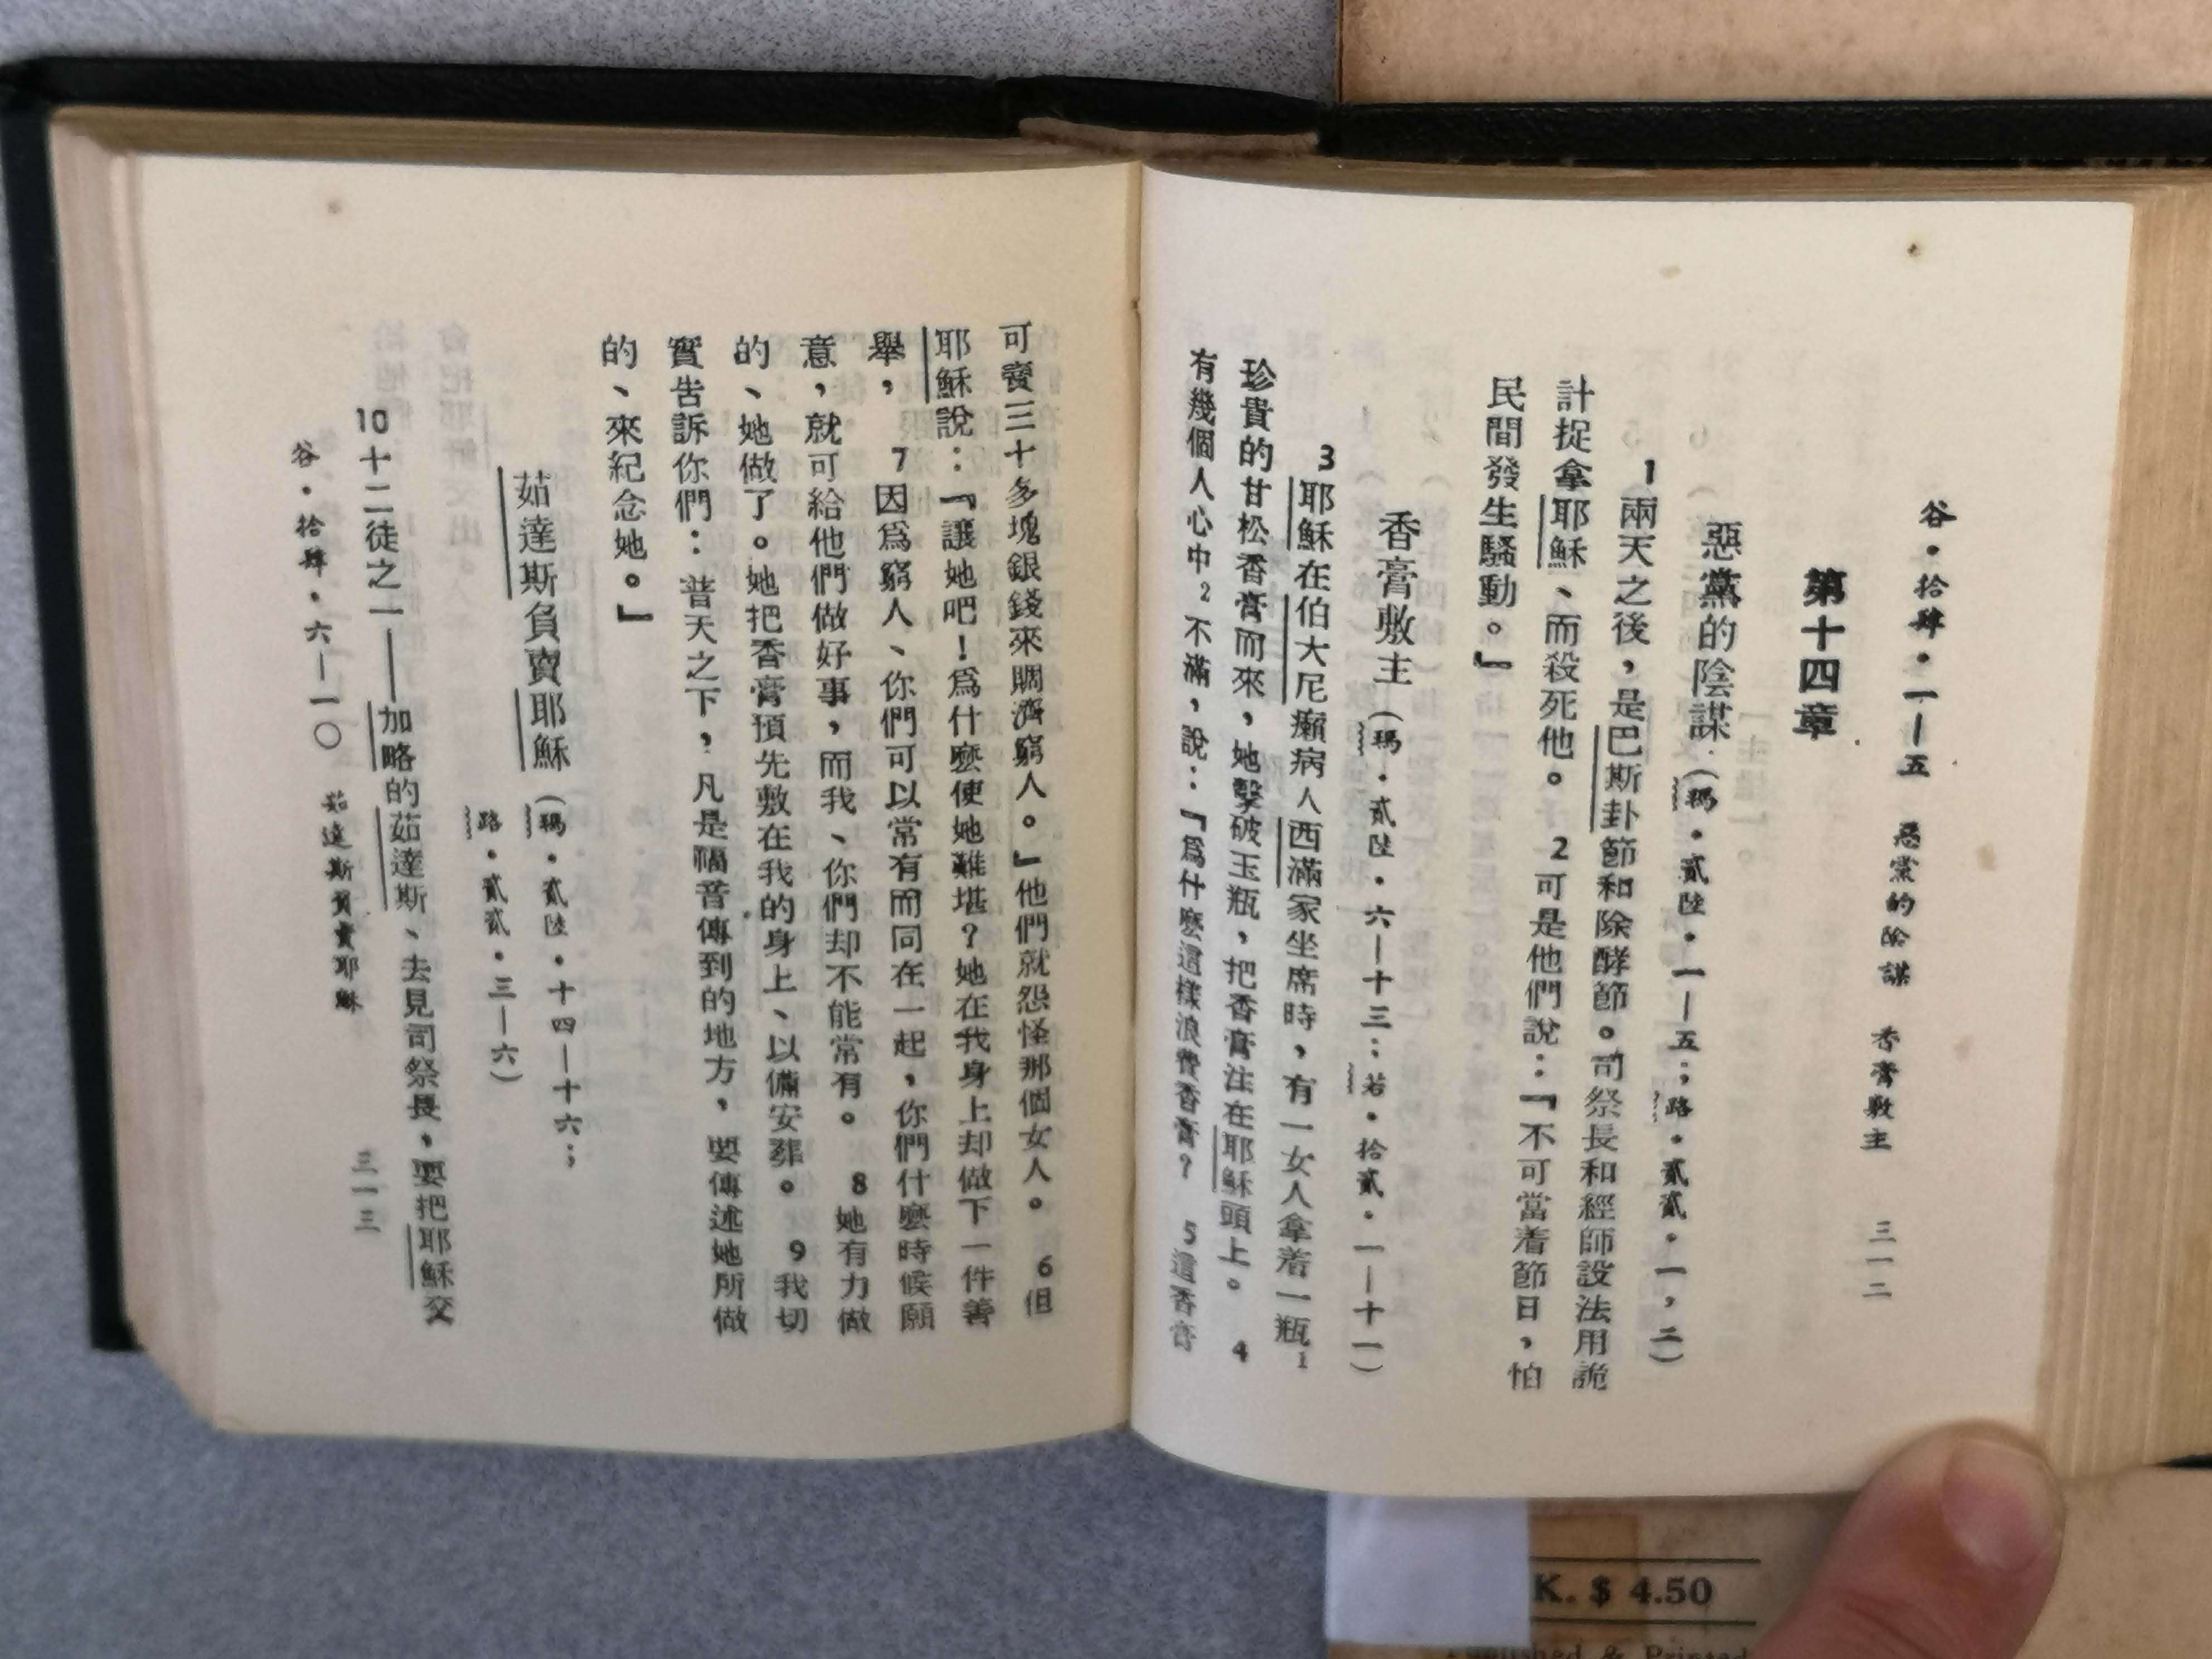 谷・拾肆・一—五 惡黨的陰謀 香膏敷主 三一二
第十四章
惡黨的陰謀（瑪・貳陸・一—五；路・貳貳・一，二）
1兩天之後，是巴斯卦節和除酵節。司祭長和經師設法用詭
計捉拿耶穌、而殺死他。 2可是他們說：『不可當着節日，怕
民間發生騷動。』
香膏敷主（瑪・貳陸・六—十三：若・拾貳・一—十一）
3耶穌在伯大尼癩病人西滿家坐席時，有一女人拿着一瓶1
珍貴的甘松香膏而來，她擊破玉瓶，把香膏注在耶穌頭上。 4
有幾個人心中2不滿，說：『爲什麼這樣浪費香膏？ 5這香膏
可賣三十多塊銀錢來賙濟窮人。』他們就怨怪那個女人。 6但
耶穌說：『讓她吧！爲什麼使她難堪？她在我身上却做下一件善
舉， 7因爲窮人、你們可以常有而同在一起，你們什麼時候願
意，就可給他們做好事，而我、你們却不能常有。 8她有力做
的、她做了。她把香膏預先敷在我的身上、以備安葬。 9我切
實告訴你們：普天之下，凡是福音傳到的地方，要傳述她所做
的、來紀念她。』
茹達斯負賣耶穌（瑪・貳陸・十四—十六；
路・貳貳・三—六）
10十二徒之一——加略的茹達斯、去見司祭長，要把耶穌交
谷・拾肆・六—一〇 茹達斯負賣耶穌 三一三
K. $ 4.50
Published & Printed